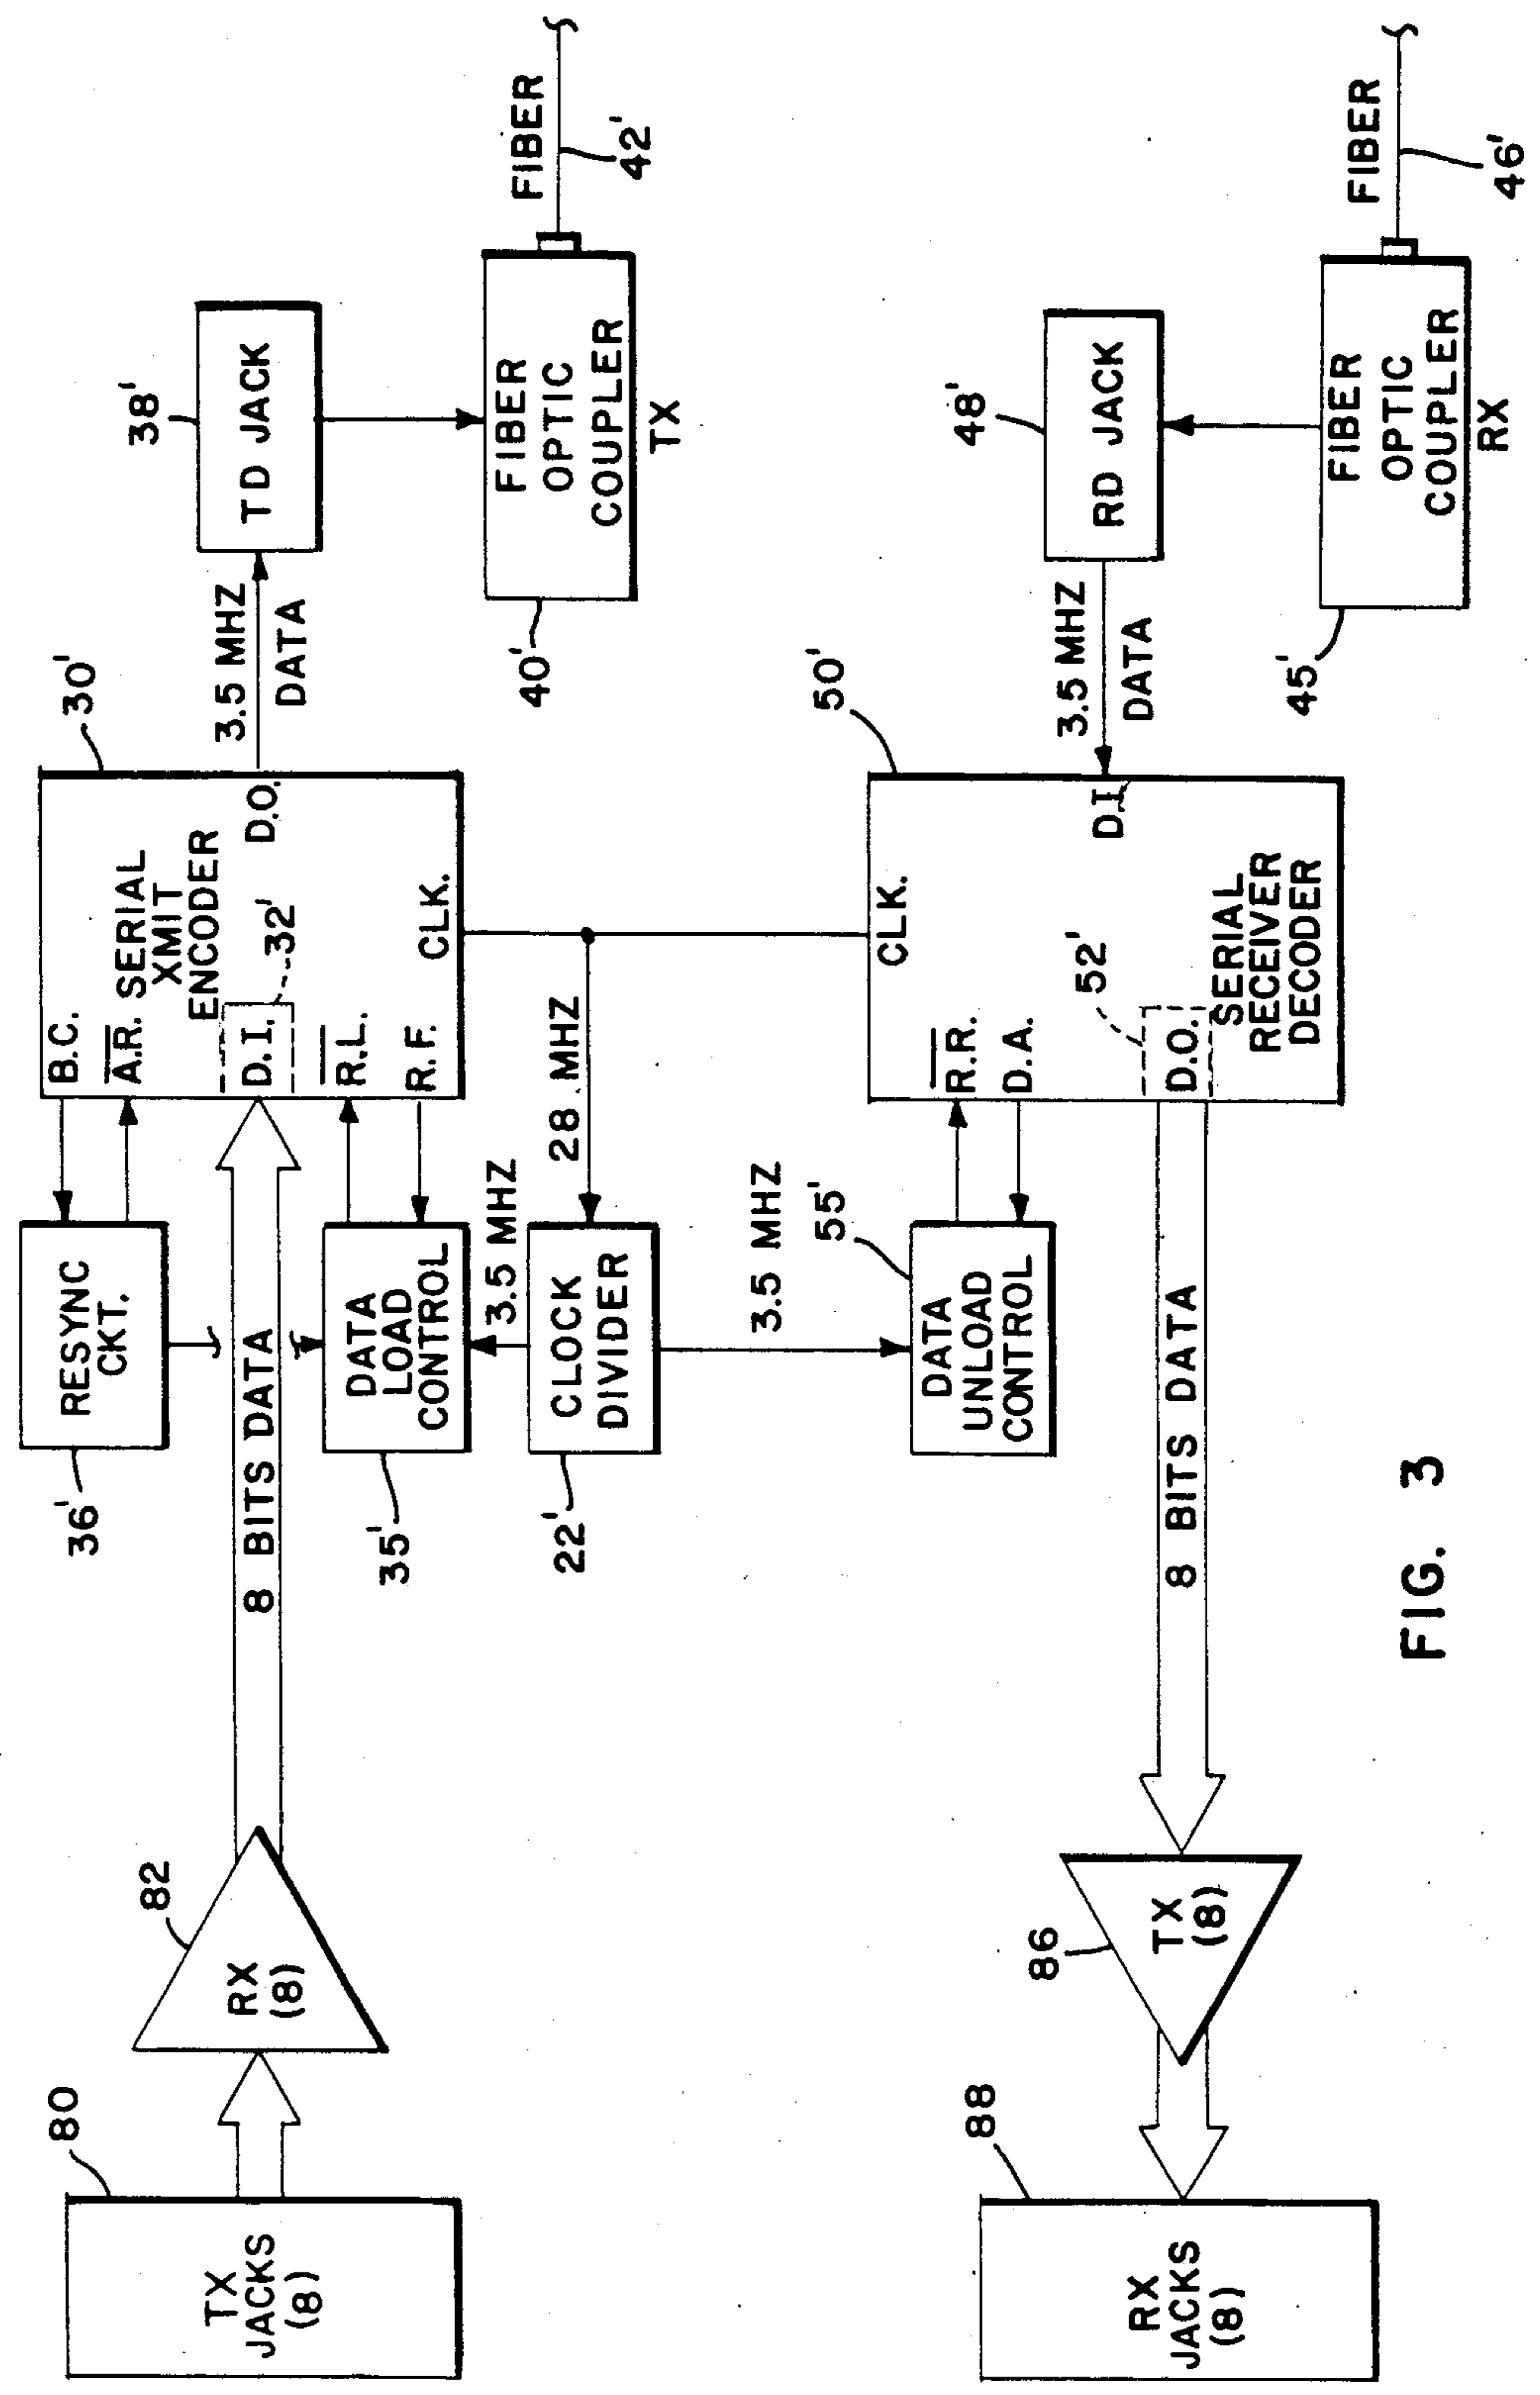 36'
RESYNC
CKT.
B.C.
A.R.
SERIAL
XMIT
ENCODER
30'
D.I.
32'
D.O.
R.L.
R.F.
CLK.
3.5 MHZ
DATA
38'
TD JACK
80
TX
JACKS
(8)
82
RX
(8)
8 BITS DATA
35'
DATA
LOAD
CONTROL
3.5 MHZ
22'
CLOCK
DIVIDER
28 MHZ
40'
FIBER
OPTIC
COUPLER
TX
FIBER
42'
3.5 MHZ
55'
DATA
UNLOAD
CONTROL
50'
CLK.
R.R.
D.A.
52'
D.O.
D.I.
SERIAL
RECEIVER
DECODER
3.5 MHZ
DATA
48'
RD JACK
88
RX
JACKS
(8)
86
TX
(8)
8 BITS DATA
45'
FIBER
OPTIC
COUPLER
RX
FIBER
46'
FIG. 3